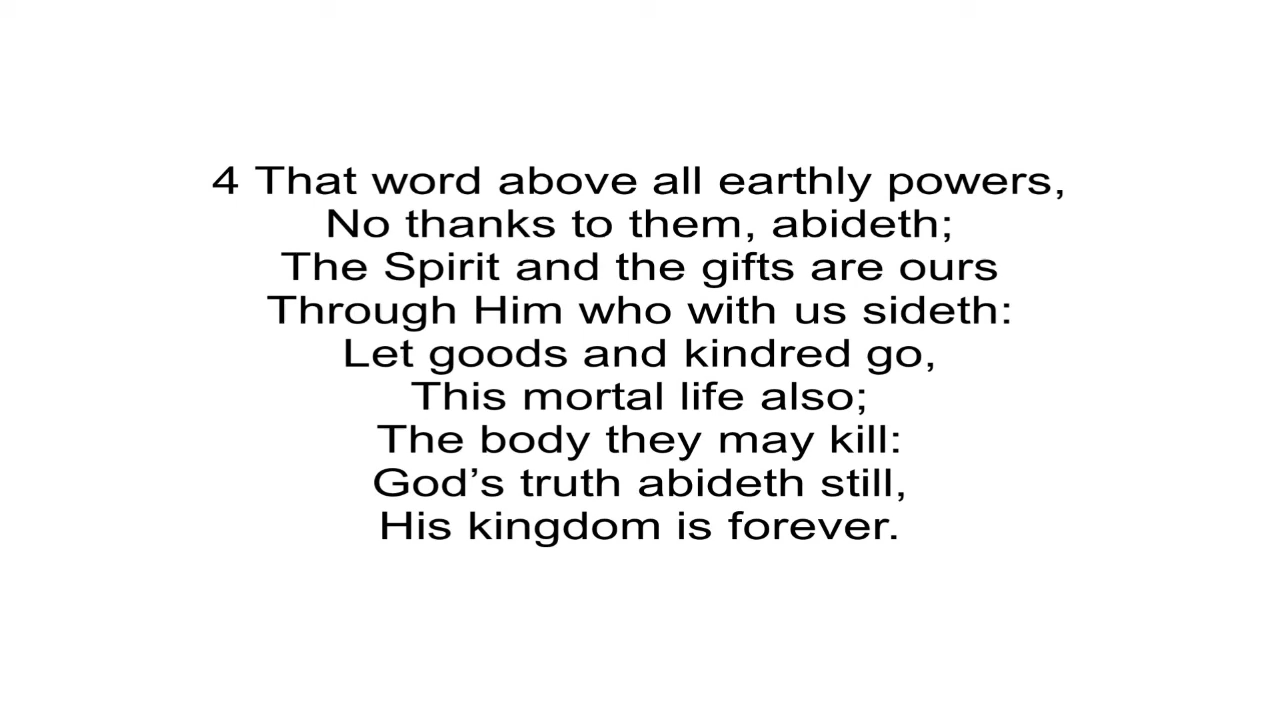 4 That word above all earthly powers,
No thanks to them, abideth;
The Spirit and the gifts are ours
Through Him who with us sideth:
Let goods and kindred go,
This mortal life also;
The body they may kill:
God’s truth abideth still,
His kingdom is forever.